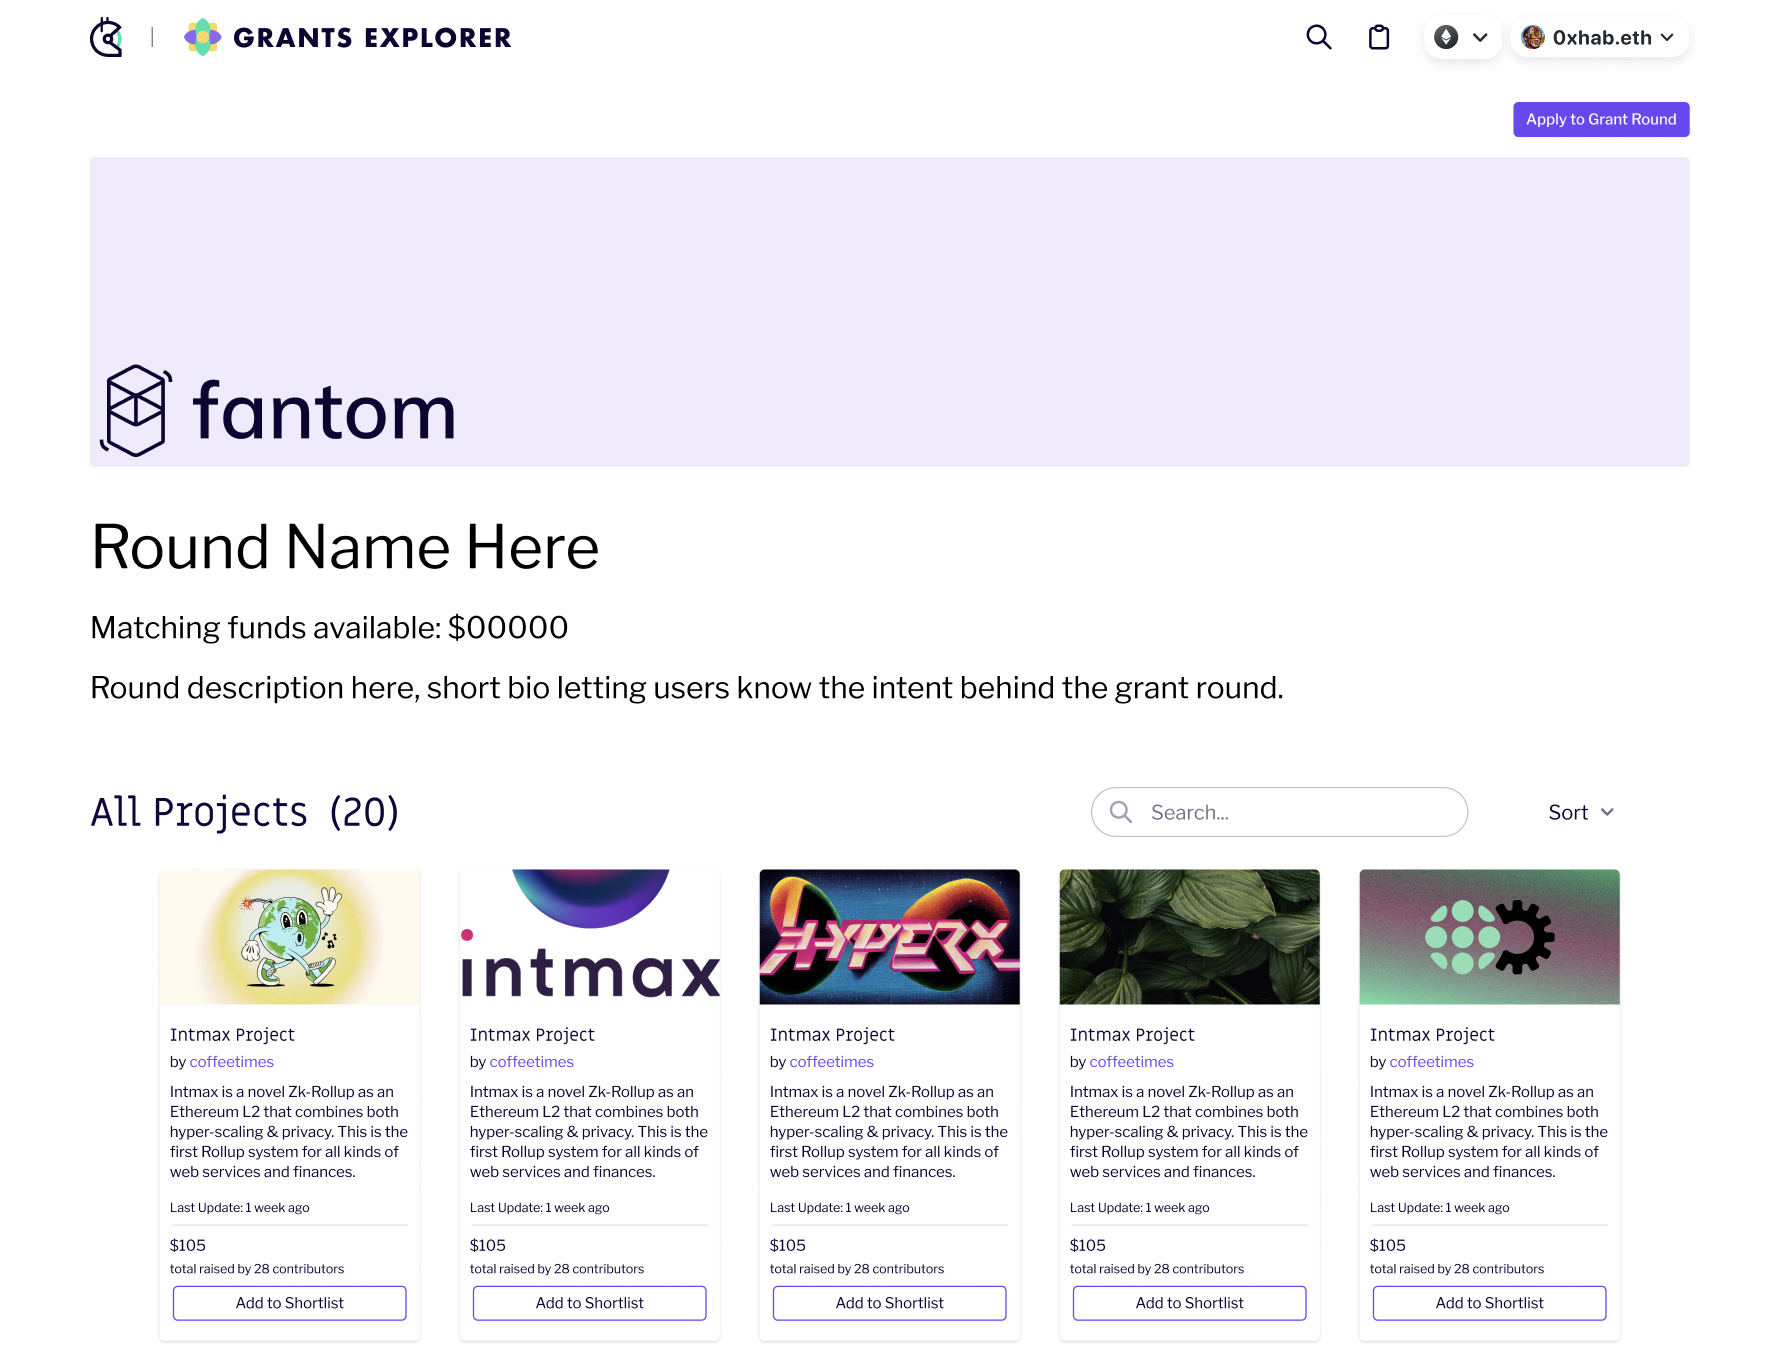 GRANTS EXPLORER
0xhab.eth
Apply to Grant Round
fantom
Round Name Here
Matching funds available: $00000
Round description here, short bio letting users know the intent behind the grant round.
All Projects (20)
Search...
Sort
intmax
HYPERX
Intmax Project
by coffeetimes
Intmax is a novel Zk-Rollup as an
Ethereum L2 that combines both
hyper-scaling & privacy. This is the
first Rollup system for all kinds of
web services and finances.
Last Update: 1 week ago
$105
total raised by 28 contributors
Add to Shortlist
Intmax Project
by coffeetimes
Intmax is a novel Zk-Rollup as an
Ethereum L2 that combines both
hyper-scaling & privacy. This is the
first Rollup system for all kinds of
web services and finances.
Last Update: 1 week ago
$105
total raised by 28 contributors
Add to Shortlist
Intmax Project
by coffeetimes
Intmax is a novel Zk-Rollup as an
Ethereum L2 that combines both
hyper-scaling & privacy. This is the
first Rollup system for all kinds of
web services and finances.
Last Update: 1 week ago
$105
total raised by 28 contributors
Add to Shortlist
Intmax Project
by coffeetimes
Intmax is a novel Zk-Rollup as an
Ethereum L2 that combines both
hyper-scaling & privacy. This is the
first Rollup system for all kinds of
web services and finances.
Last Update: 1 week ago
$105
total raised by 28 contributors
Add to Shortlist
Intmax Project
by coffeetimes
Intmax is a novel Zk-Rollup as an
Ethereum L2 that combines both
hyper-scaling & privacy. This is the
first Rollup system for all kinds of
web services and finances.
Last Update: 1 week ago
$105
total raised by 28 contributors
Add to Shortlist